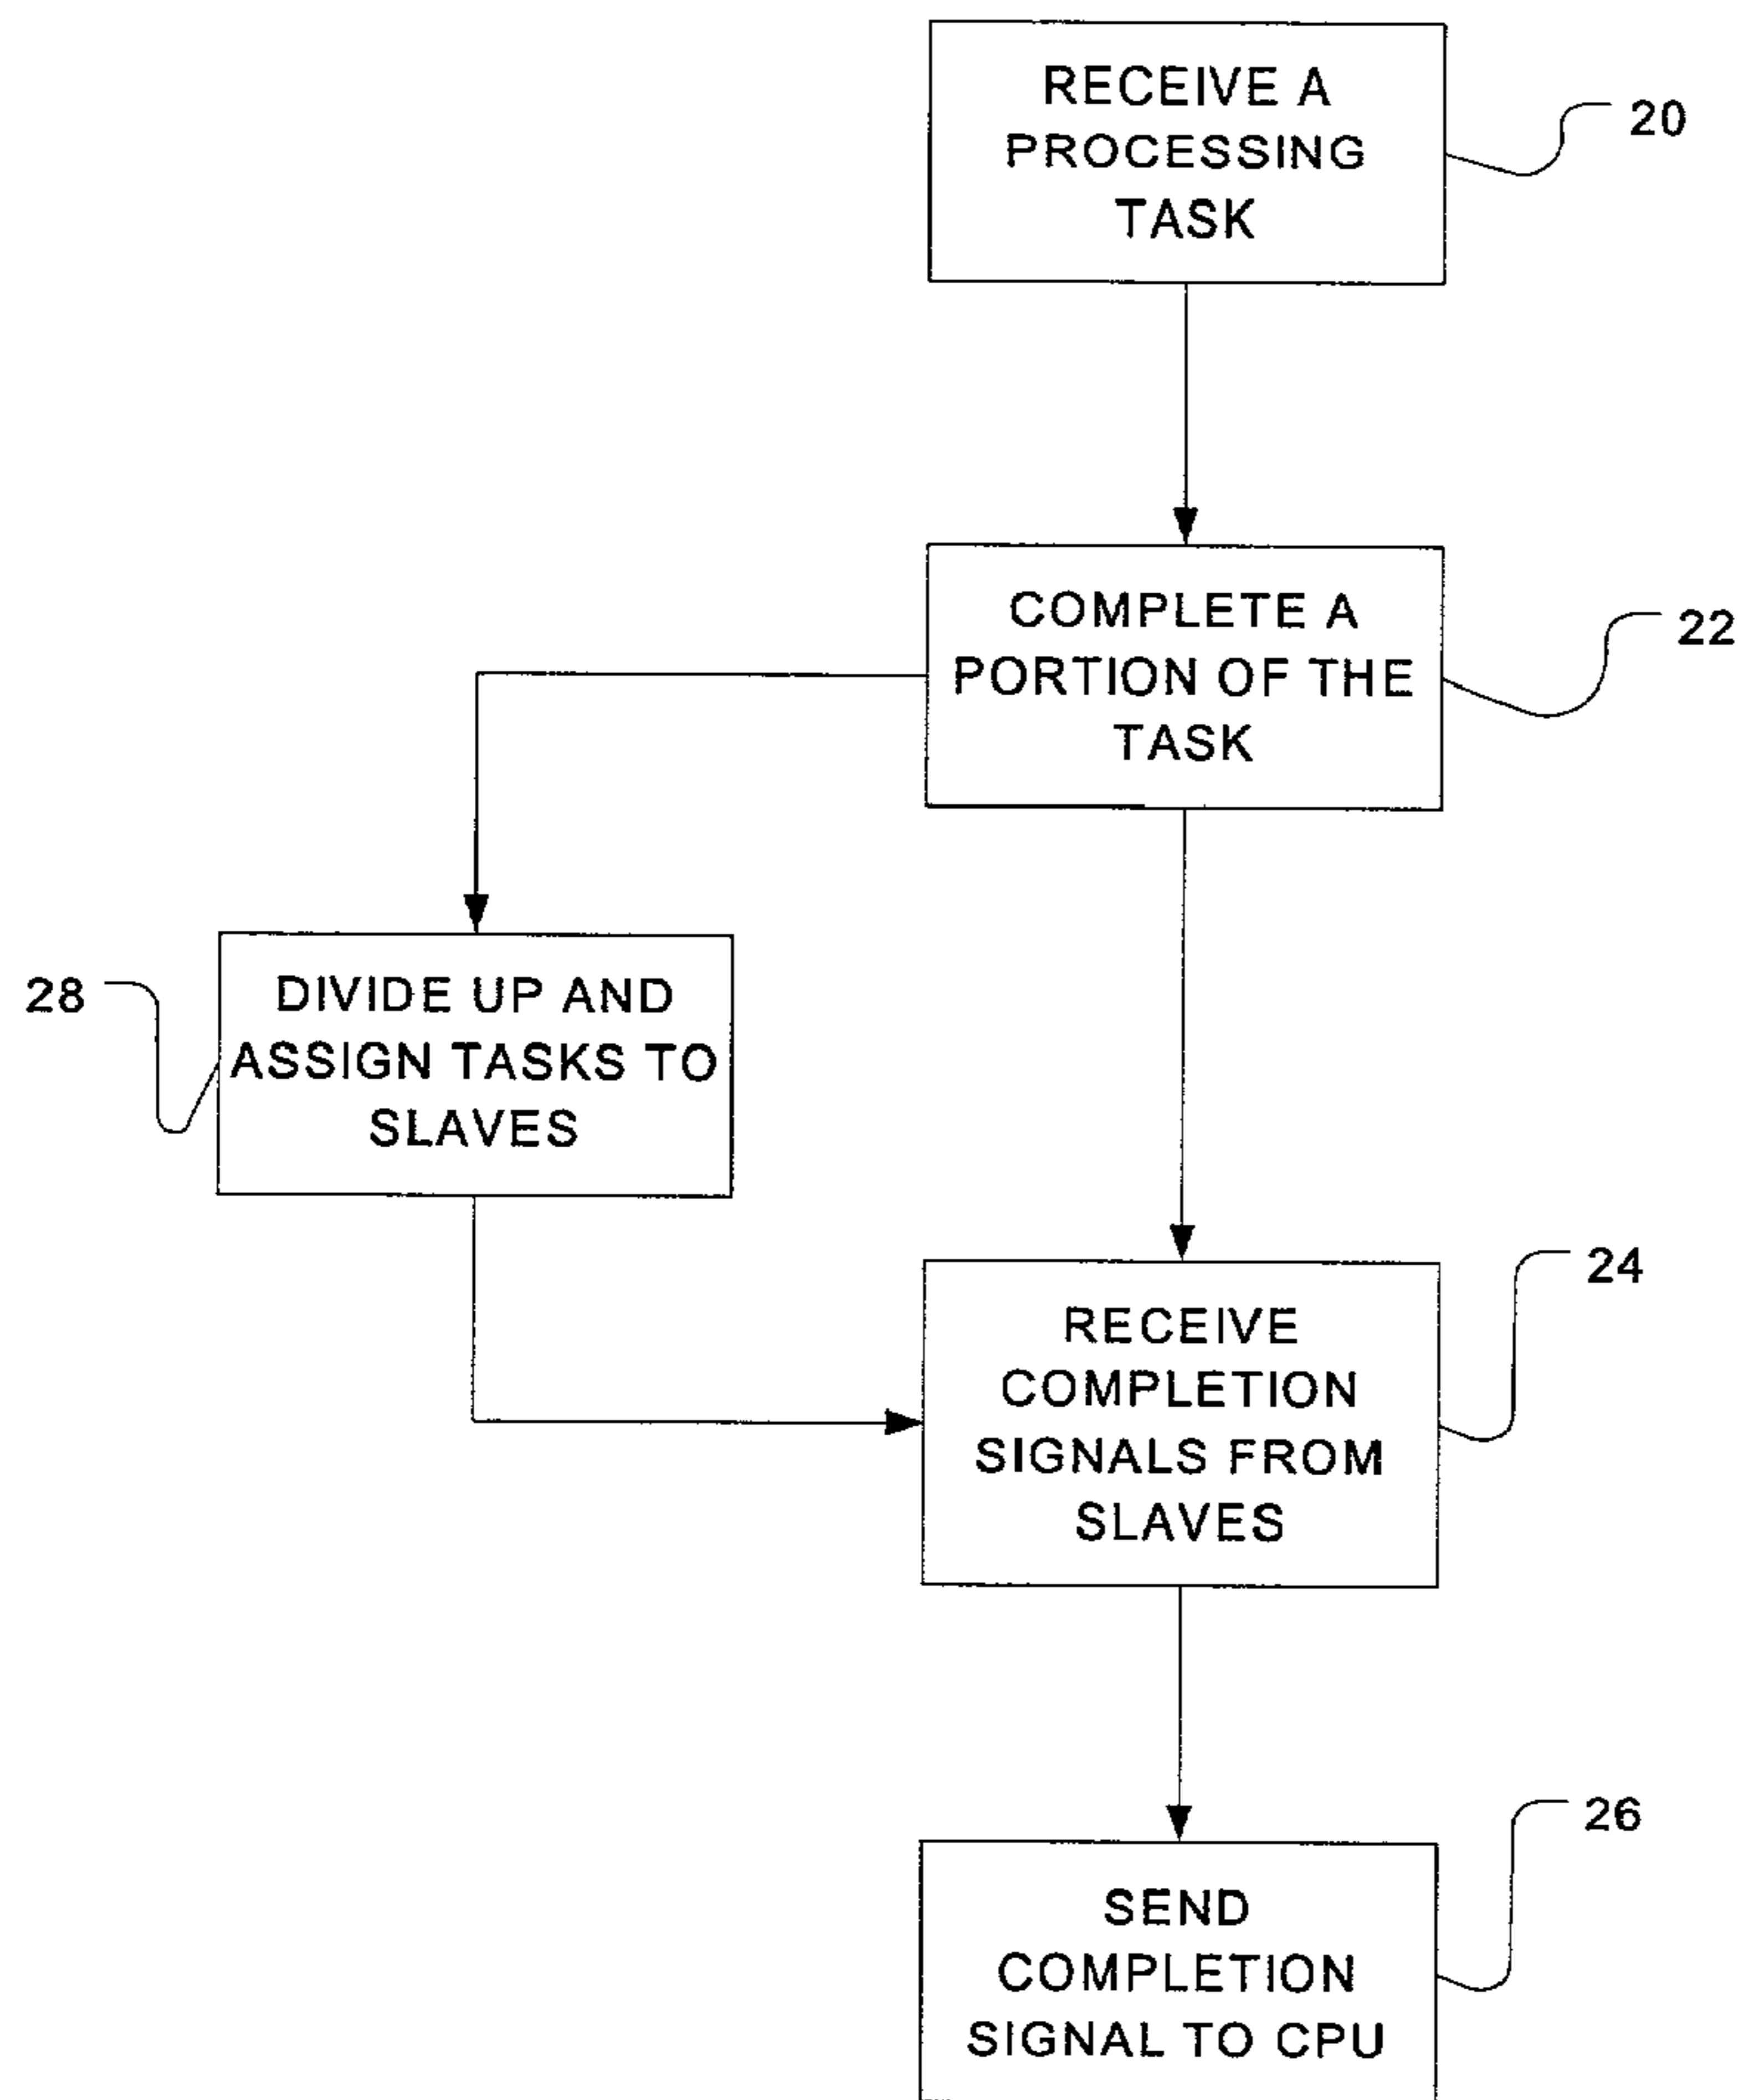 RECEIVE A
PROCESSING
TASK
20
COMPLETE A
PORTION OF THE
TASK
22
28
DIVIDE UP AND
ASSIGN TASKS TO
SLAVES
24
RECEIVE
COMPLETION
SIGNALS FROM
SLAVES
26
SEND
COMPLETION
SIGNAL TO CPU